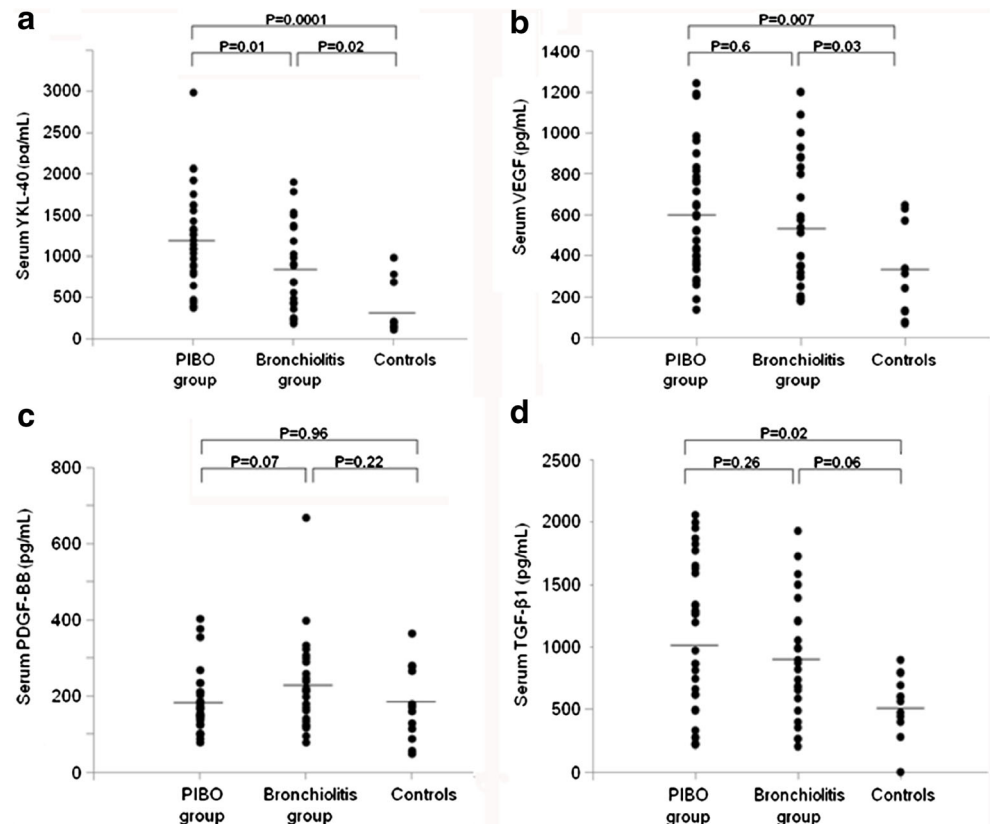 a
P=0.0001
P=0.01 P=0.02
3000
2500
2000
1500
1000
500
0
Serum YKL-40 (pg/mL)
PIBO group
Bronchiolitis group
Controls
b
P=0.007
P=0.6 P=0.03
1400
1200
1000
800
600
400
200
0
Serum VEGF (pg/mL)
PIBO group
Bronchiolitis group
Controls
c
P=0.96
P=0.07 P=0.22
800
600
400
200
0
Serum PDGF-BB (pg/mL)
PIBO group
Bronchiolitis group
Controls
d
P=0.02
P=0.26 P=0.06
2500
2000
1500
1000
500
0
Serum TGF-β1 (pg/mL)
PIBO group
Bronchiolitis group
Controls